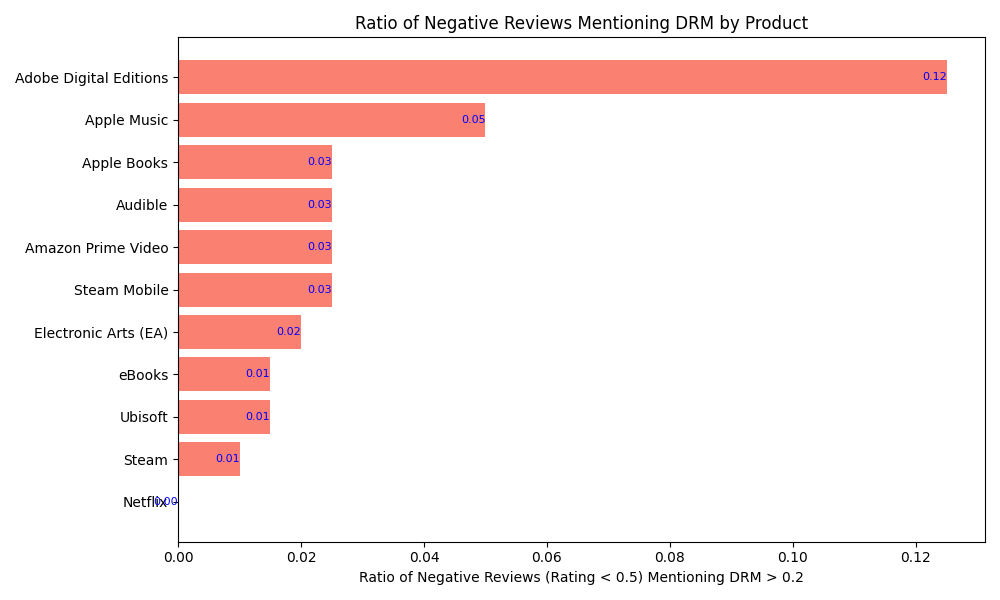 Ratio of Negative Reviews Mentioning DRM by Product
Adobe Digital Editions 0.12
Apple Music 0.05
Apple Books 0.03
Audible 0.03
Amazon Prime Video 0.03
Steam Mobile 0.03
Electronic Arts (EA) 0.02
eBooks 0.01
Ubisoft 0.01
Steam 0.01
Netflix 0.00
0.00 0.02 0.04 0.06 0.08 0.10 0.12
Ratio of Negative Reviews (Rating < 0.5) Mentioning DRM > 0.2